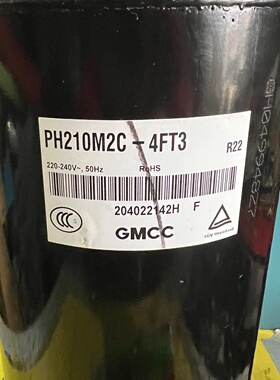 PH210M2C-4FT3
R22
220-240V~, 50Hz
RoHS
204022142H F
GMCC